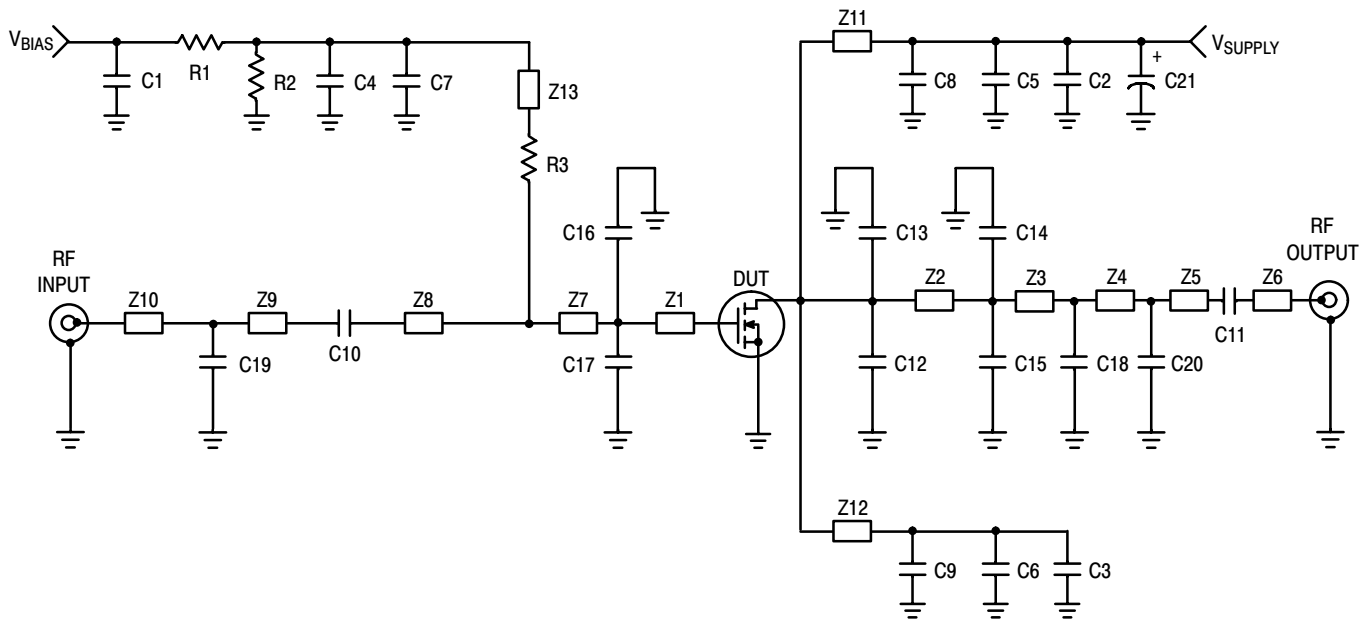 Z11
VBIAS
VSUPPLY
R1
C1
R2
C4
C7
Z13
C8
C5
C2
+
C21
R3
C16
C13
C14
RF
INPUT
RF
OUTPUT
Z10
Z9
Z8
Z7
Z1
DUT
Z2
Z3
Z4
Z5
Z6
C10
C11
C19
C17
C12
C15
C18
C20
Z12
C9
C6
C3